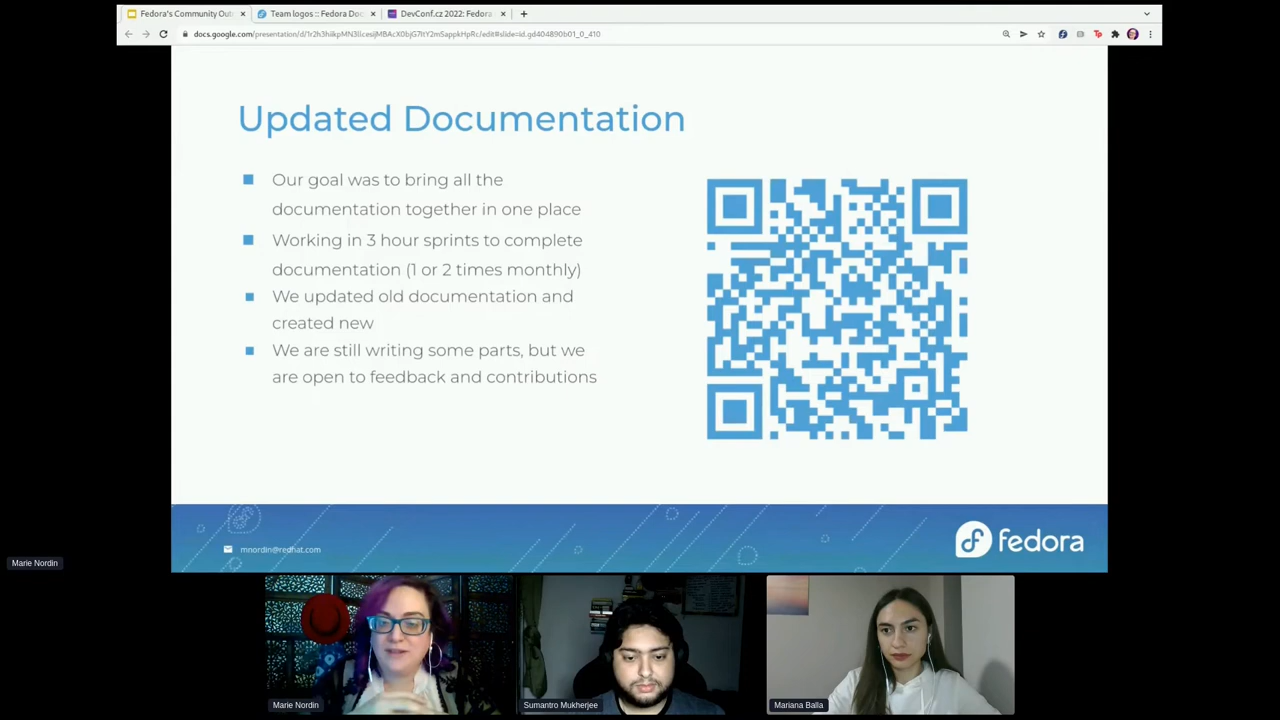 Fedora's Community Out
Team logos :: Fedora Doc
DevConf.cz 2022: Fedora
Updated Documentation
Our goal was to bring all the
documentation together in one place
Working in 3 hour sprints to complete
documentation (1 or 2 times monthly)
We updated old documentation and
created new
We are still writing some parts, but we
are open to feedback and contributions
mnordin@redhat.com
fedora
Marie Nordin
Marie Nordin
Sumantro Mukherjee
Mariana Balla